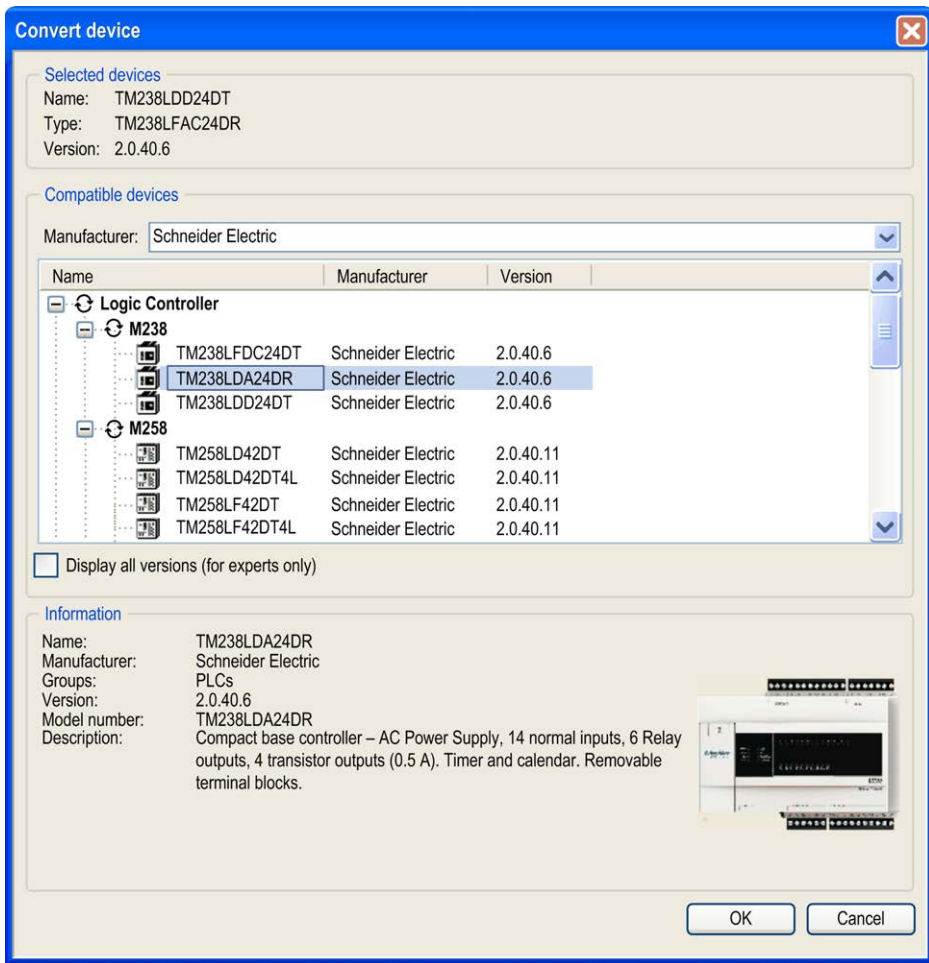 Convert device
Selected devices
Name: TM238LDD24DT
Type: TM238LFAC24DR
Version: 2.0.40.6
Compatible devices
Manufacturer: Schneider Electric
Name Manufacturer Version
Logic Controller
M238
TM238LFDC24DT Schneider Electric 2.0.40.6
TM238LDA24DR Schneider Electric 2.0.40.6
TM238LDD24DT Schneider Electric 2.0.40.6
M258
TM258LD42DT Schneider Electric 2.0.40.11
TM258LD42DT4L Schneider Electric 2.0.40.11
TM258LF42DT Schneider Electric 2.0.40.11
TM258LF42DT4L Schneider Electric 2.0.40.11
Display all versions (for experts only)
Information
Name: TM238LDA24DR
Manufacturer: Schneider Electric
Groups: PLCs
Version: 2.0.40.6
Model number: TM238LDA24DR
Description: Compact base controller – AC Power Supply, 14 normal inputs, 6 Relay
outputs, 4 transistor outputs (0.5 A). Timer and calendar. Removable
terminal blocks.
OK Cancel